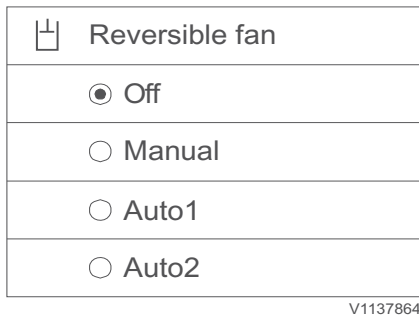 Reversible fan
Off
Manual
Auto1
Auto2
V1137864